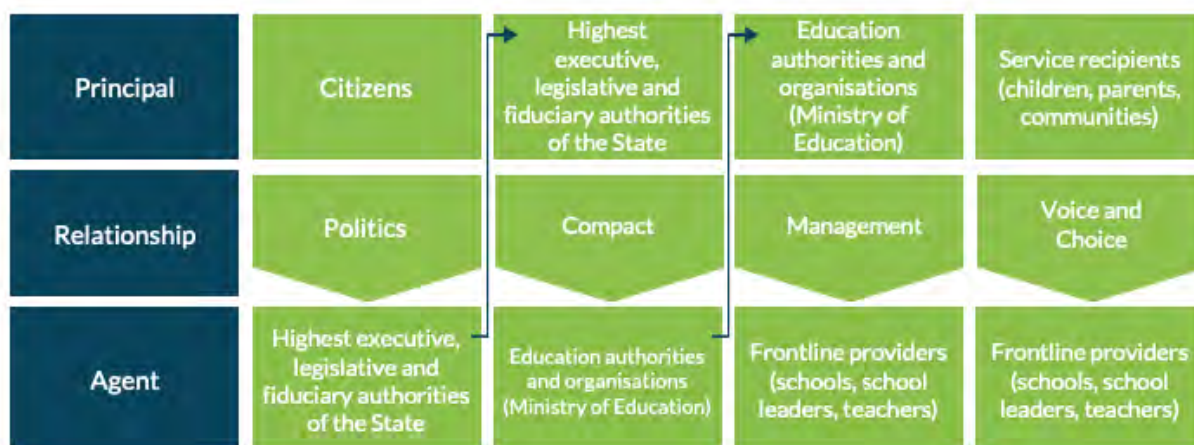 Principal
Citizens
Highest
executive,
legislative and
fiduciary authorities
of the State
Education
authorities and
organisations
(Ministry of
Education)
Service recipients
(children, parents,
communities)
Relationship
Politics
Compact
Management
Voice and
Choice
Agent
Highest executive,
legislative and
fiduciary authorities
of the State
Education authorities
and organisations
(Ministry of Education)
Frontline providers
(schools, school
leaders, teachers)
Frontline providers
(schools, school
leaders, teachers)